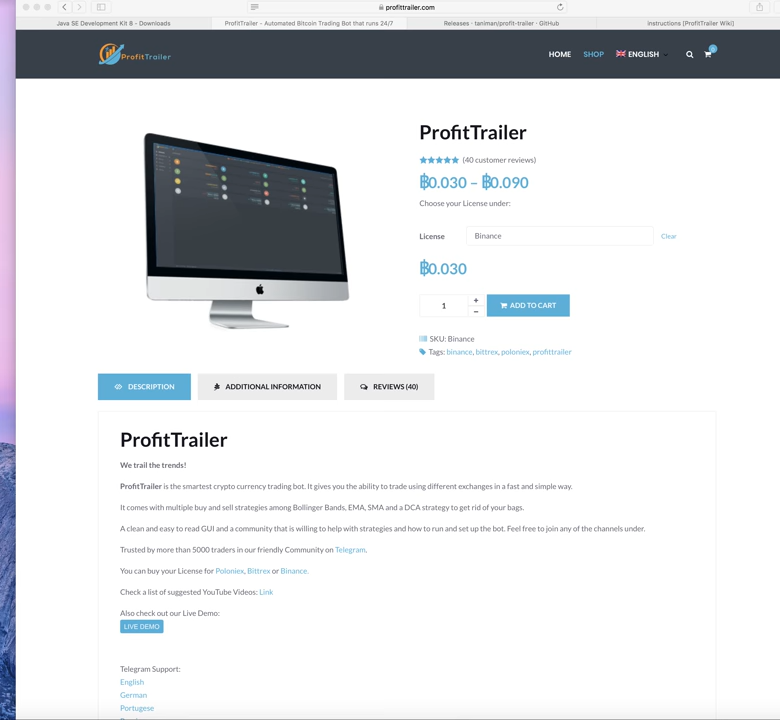 profittrailer.com
Java SE Development Kit 8 - Downloads
ProfitTrailer - Automated Bitcoin Trading Bot that runs 24/7
Releases · taniman/profit-trailer · GitHub
instructions [ProfitTrailer Wiki]
ProfitTrailer
HOME
SHOP
ENGLISH
0
ProfitTrailer
(40 customer reviews)
฿0.030 – ฿0.090
Choose your License under:
License
Binance
Clear
฿0.030
1
+
-
ADD TO CART
SKU: Binance
Tags: binance, bittrex, poloniex, profittrailer
DESCRIPTION
ADDITIONAL INFORMATION
REVIEWS (40)
ProfitTrailer
We trail the trends!
ProfitTrailer is the smartest crypto currency trading bot. It gives you the ability to trade using different exchanges in a fast and simple way.
It comes with multiple buy and sell strategies among Bollinger Bands, EMA, SMA and a DCA strategy to get rid of your bags.
A clean and easy to read GUI and a community that is willing to help with strategies and how to run and set up the bot. Feel free to join any of the channels under.
Trusted by more than 5000 traders in our friendly Community on Telegram.
You can buy your License for Poloniex, Bittrex or Binance.
Check a list of suggested YouTube Videos: Link
Also check out our Live Demo:
LIVE DEMO
Telegram Support:
English
German
Portugese